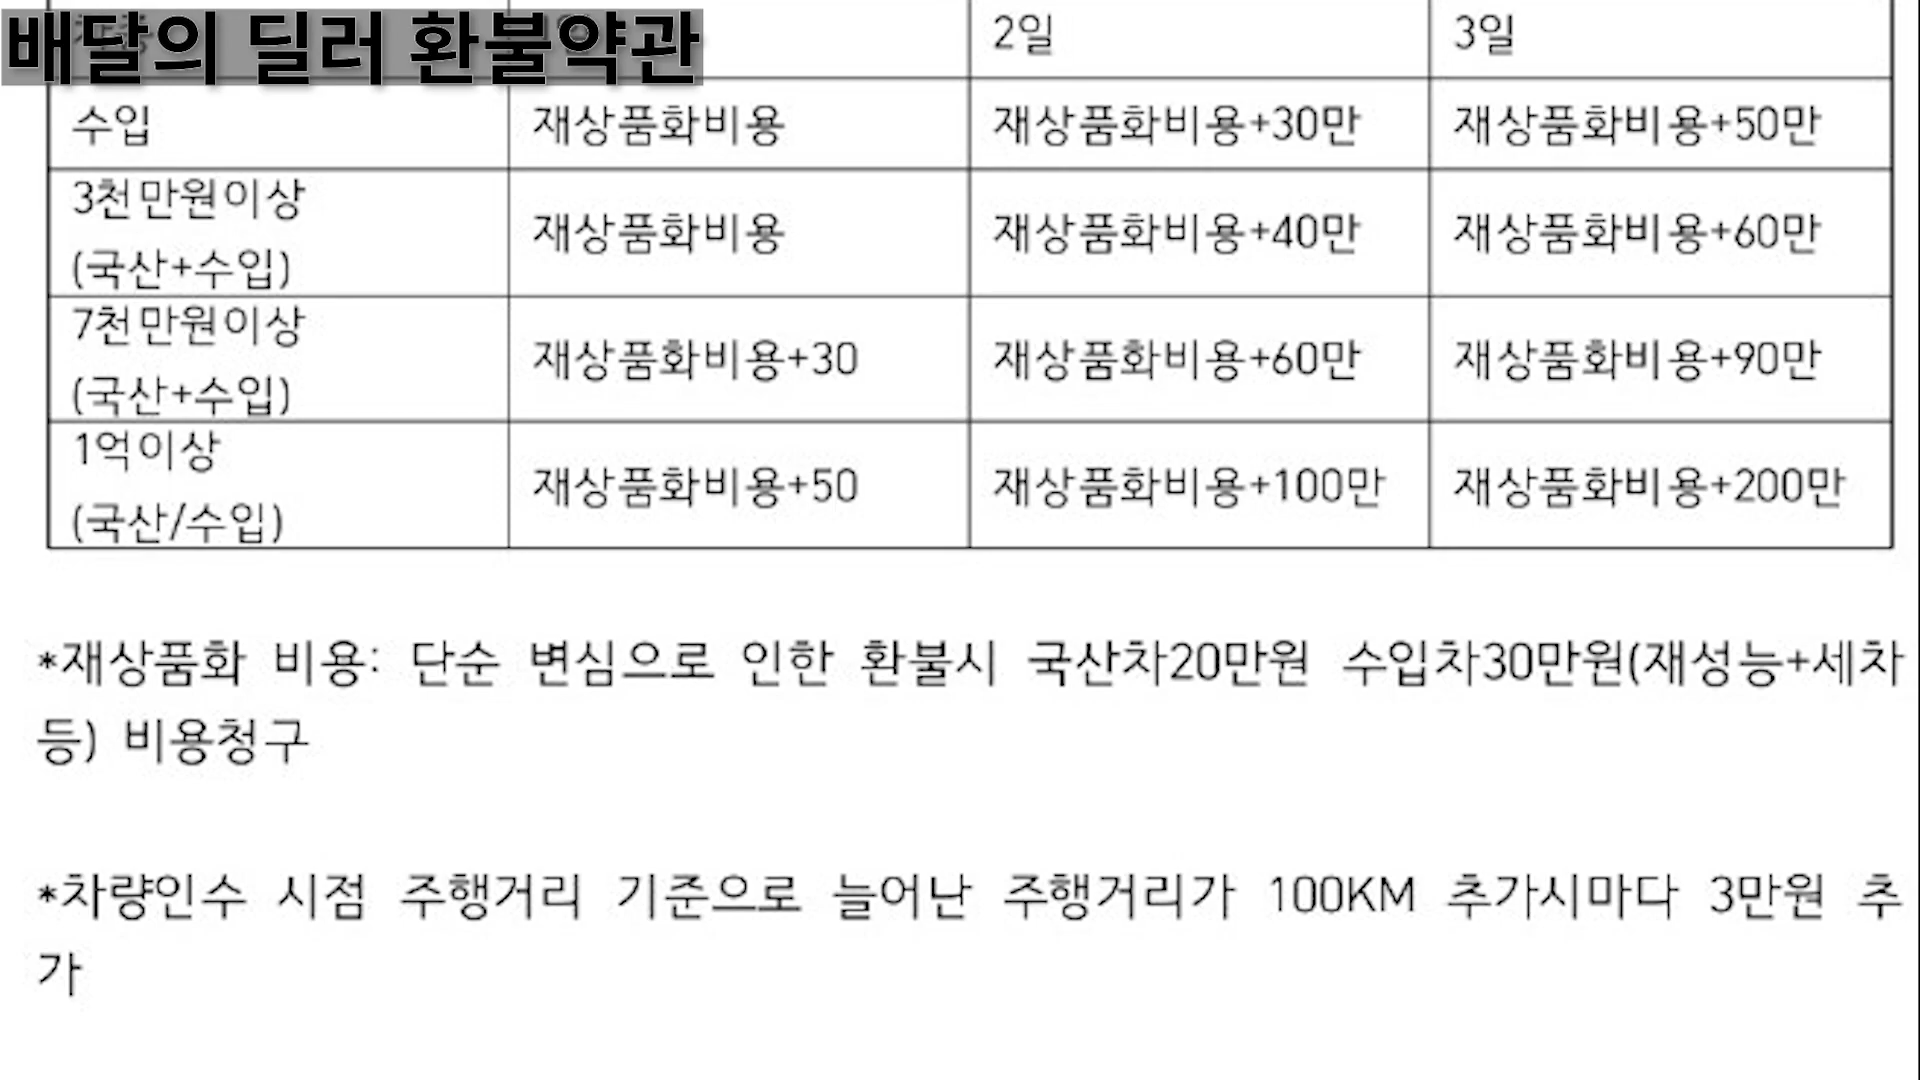 배달의 딜러 환불약관
2일 3일
수입 재상품화비용 재상품화비용+30만 재상품화비용+50만
3천만원이상
(국산+수입) 재상품화비용 재상품화비용+40만 재상품화비용+60만
7천만원이상
(국산+수입) 재상품화비용+30 재상품화비용+60만 재상품화비용+90만
1억이상
(국산/수입) 재상품화비용+50 재상품화비용+100만 재상품화비용+200만
*재상품화 비용: 단순 변심으로 인한 환불시 국산차20만원 수입차30만원(재성능+세차
등) 비용청구
*차량인수 시점 주행거리 기준으로 늘어난 주행거리가 100KM 추가시마다 3만원 추
가